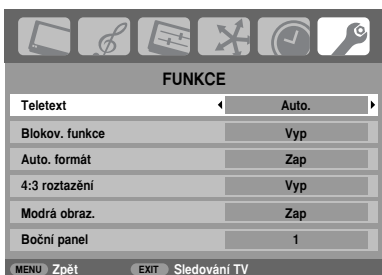 FUNKCE
Teletext Auto.
Blokov. funkce Vyp
Auto. formát Zap
4:3 roztazění Vyp
Modrá obraz. Zap
Boční panel 1
MENU Zpět EXIT Sledování TV